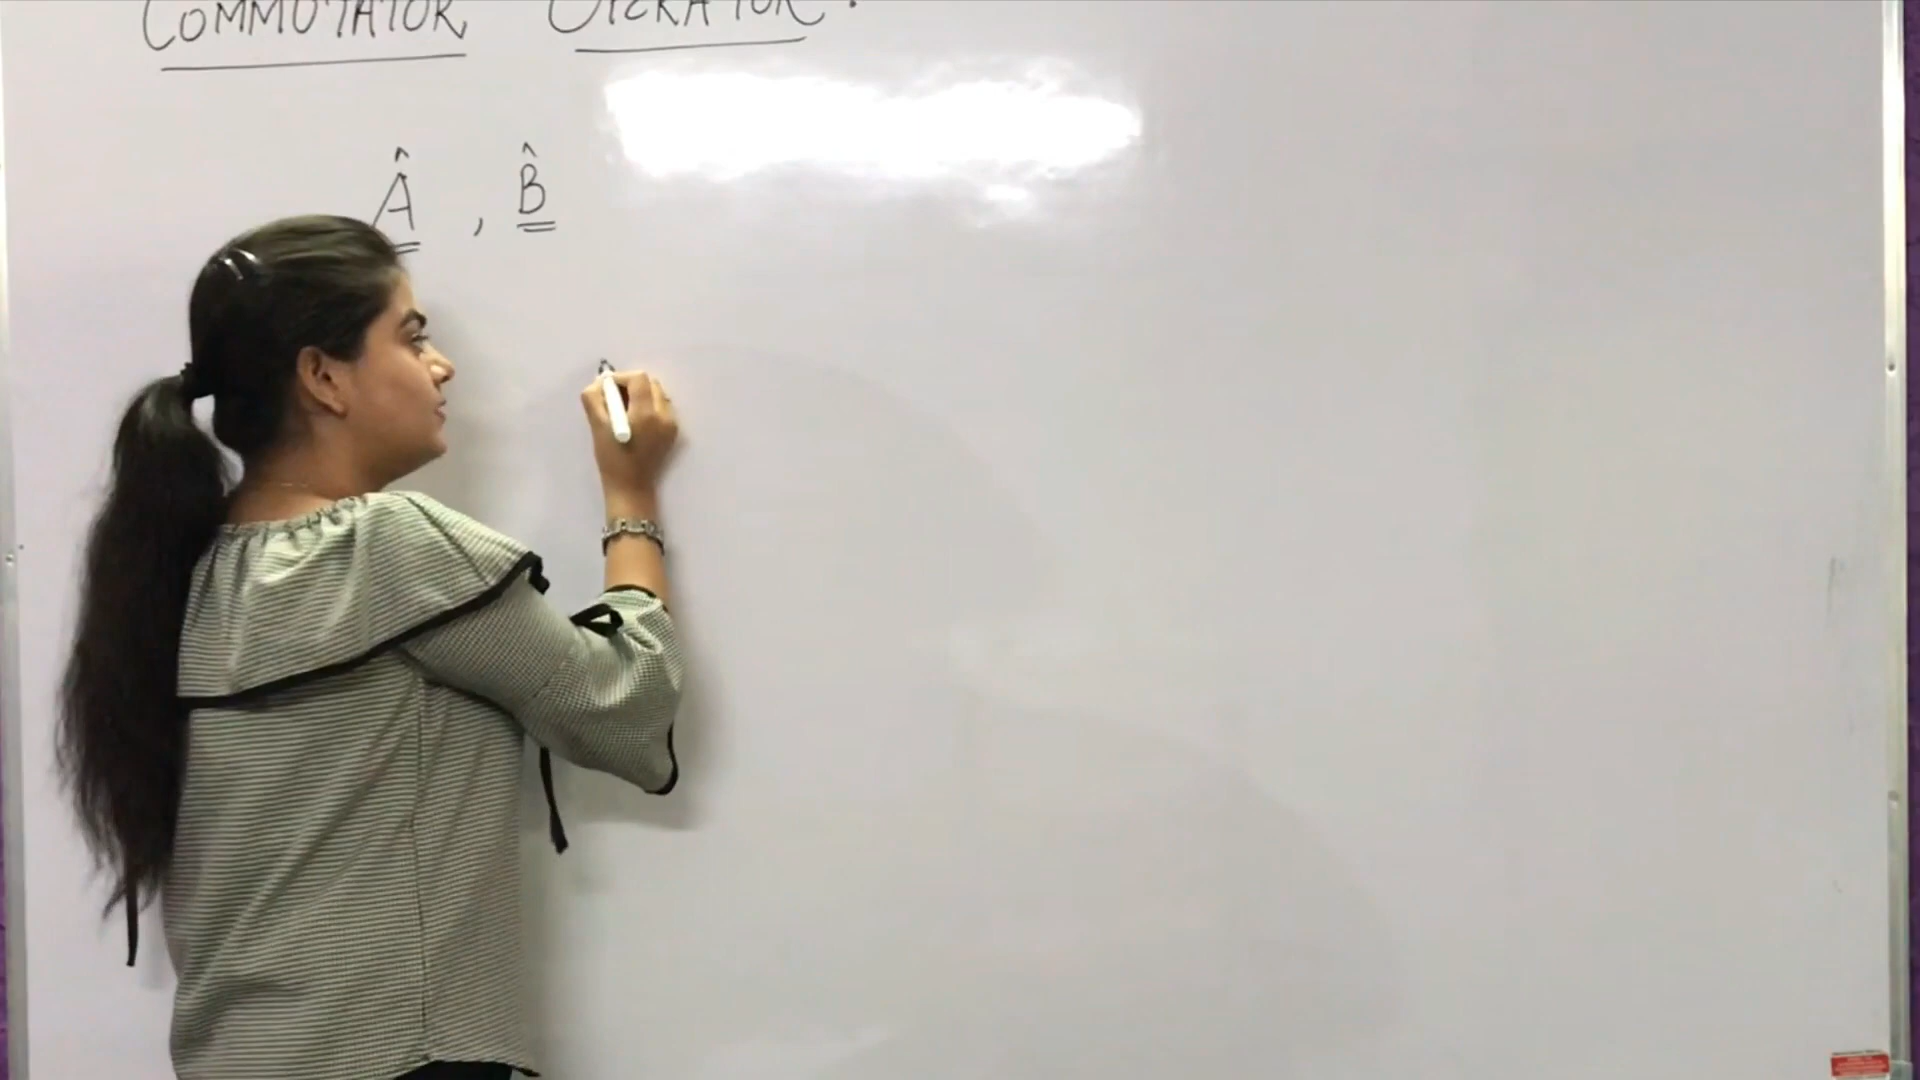 COMMUTATOR OPERATOR :
Â , B̂